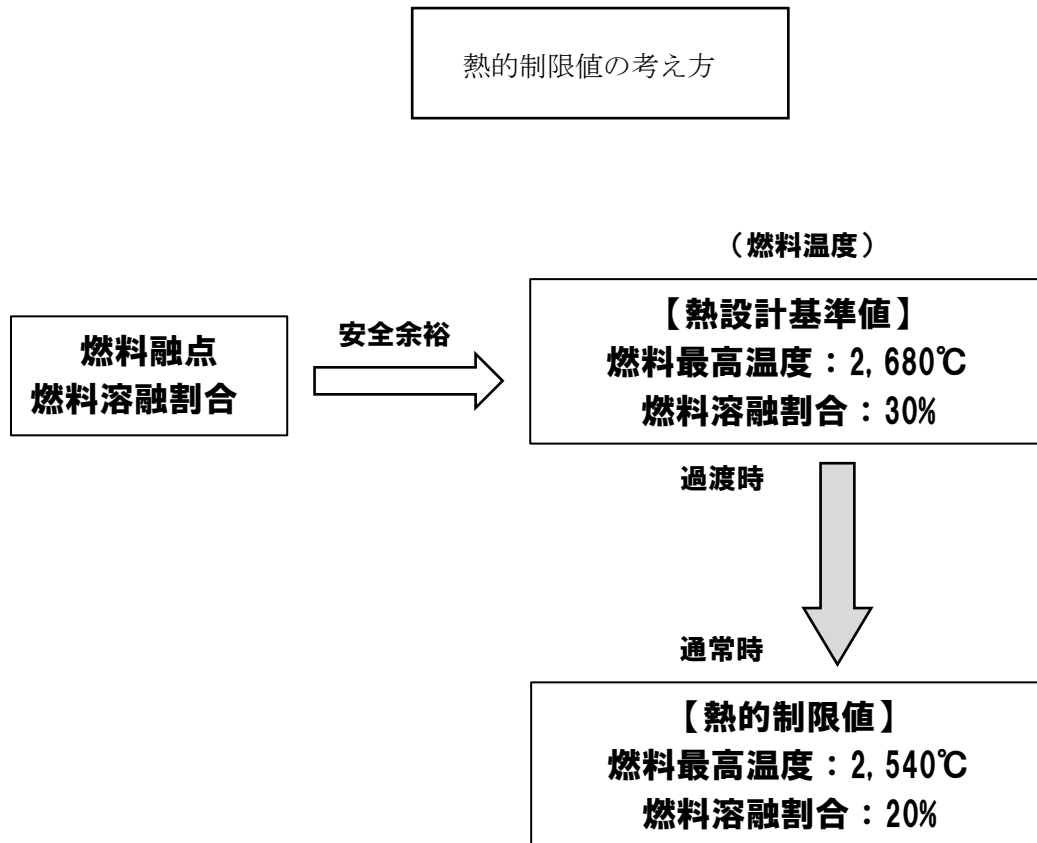 熱的制限値の考え方
(燃料温度)
燃料融点
燃料溶融割合
安全余裕
【熱設計基準値】
燃料最高温度：2,680℃
燃料溶融割合：30%
過渡時
通常時
【熱的制限値】
燃料最高温度：2,540℃
燃料溶融割合：20%